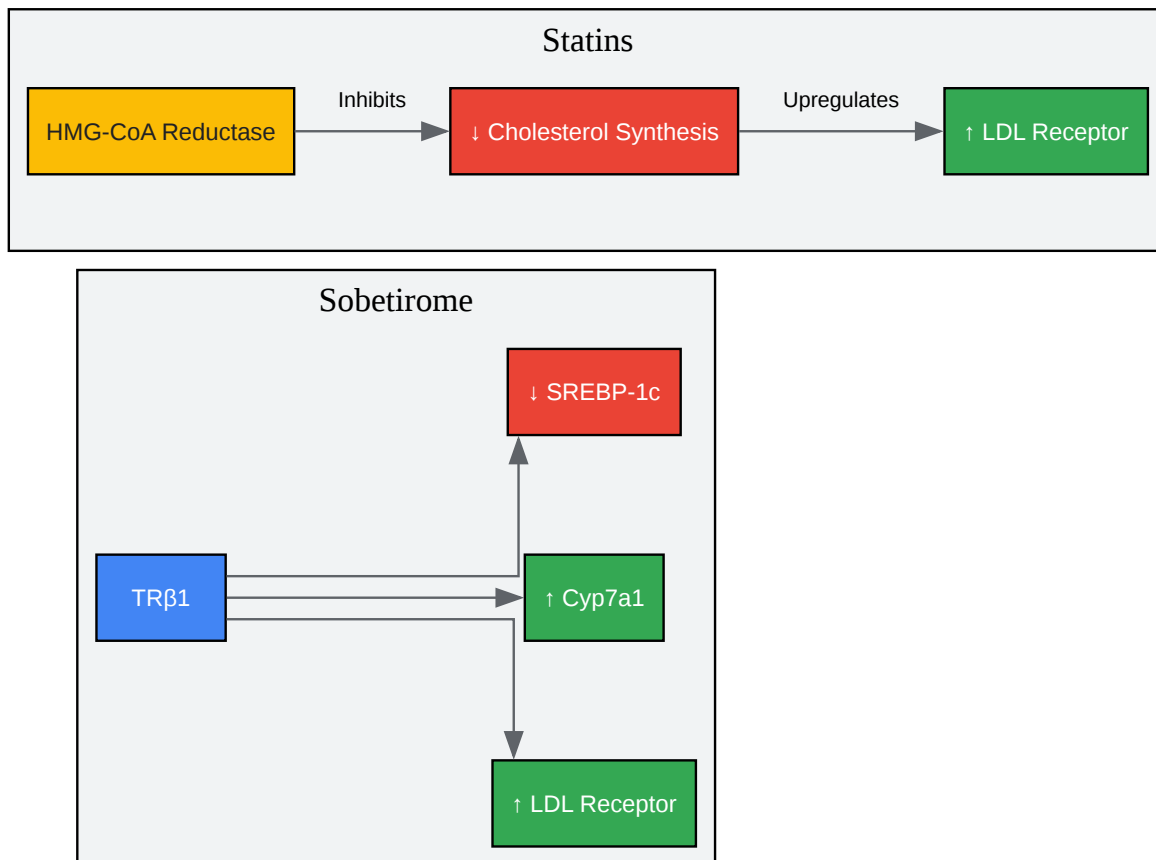 Statins
HMG-CoA Reductase
Inhibits
↓ Cholesterol Synthesis
Upregulates
↑ LDL Receptor
Sobetirome
↓ SREBP-1c
TRβ1
↑ Cyp7a1
↑ LDL Receptor